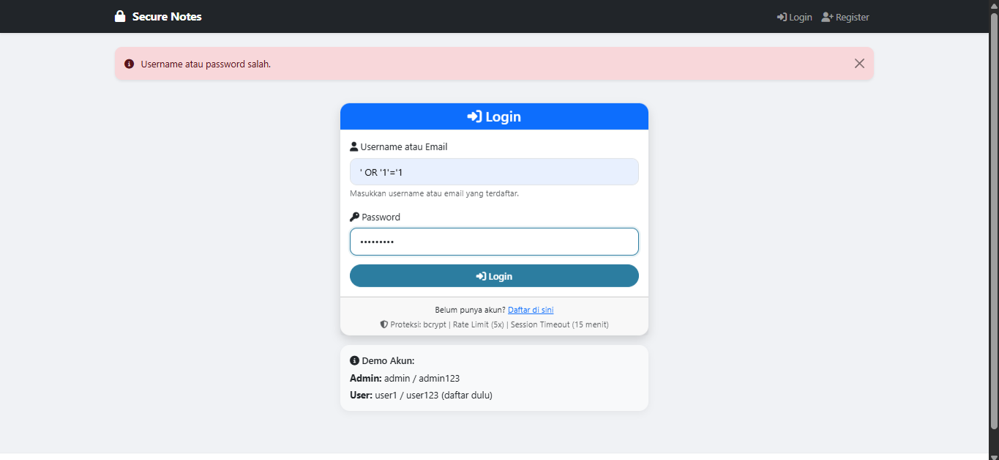 Secure Notes
Login
Register
Username atau password salah.
Login
Username atau Email
' OR '1'='1
Masukkan username atau email yang terdaftar.
Password
•••••••••
Login
Belum punya akun? Daftar di sini
Proteksi: bcrypt | Rate Limit (5x) | Session Timeout (15 menit)
Demo Akun:
Admin: admin / admin123
User: user1 / user123 (daftar dulu)